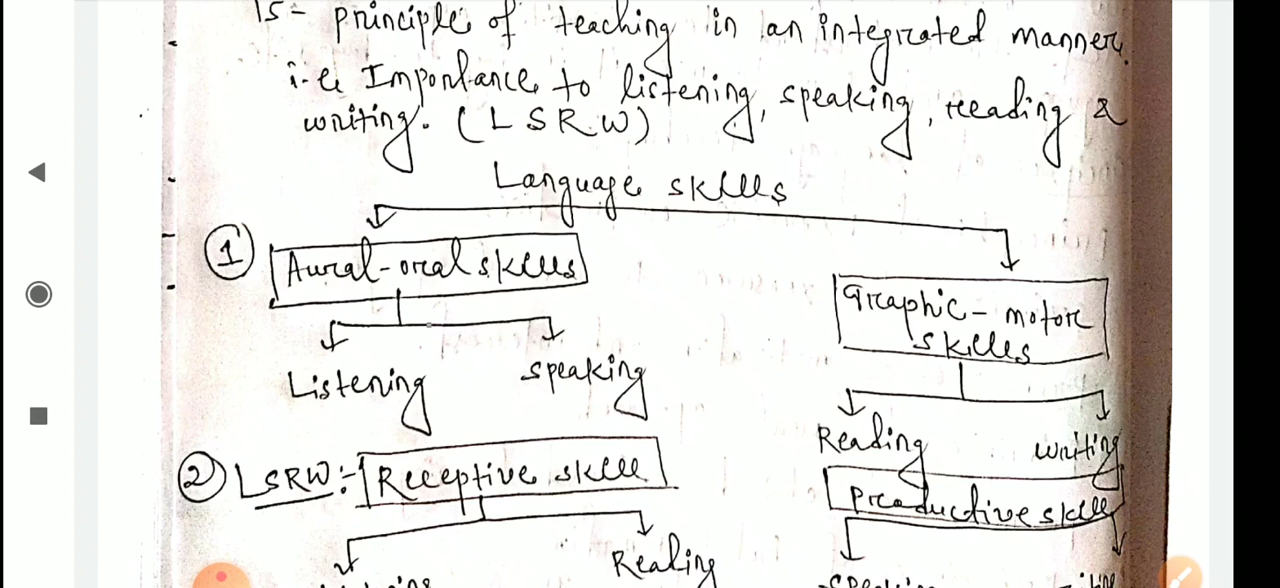 15- principle of teaching in an integrated manner.
i.e Importance to listening, speaking, reading &
writing. (L S R W)
Language skills
① Aural-oral skills
Graphic-motor
skills
Listening speaking
Reading writing
② LSRW:- Receptive skill
productive skill
Reading